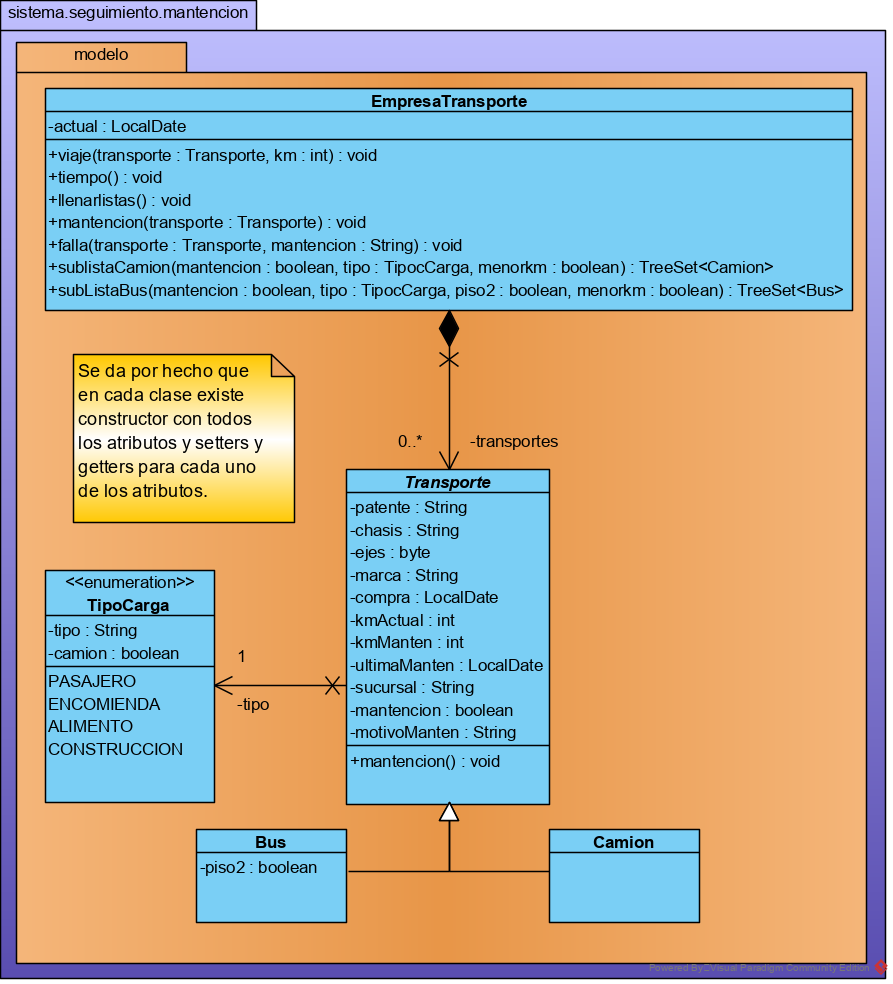 sistema.seguimiento.mantencion
modelo
EmpresaTransporte
-actual : LocalDate
+viaje(transporte : Transporte, km : int) : void
+tiempo() : void
+llenarlistas() : void
+mantencion(transporte : Transporte) : void
+falla(transporte : Transporte, mantencion : String) : void
+sublistaCamion(mantencion : boolean, tipo : TipocCarga, menorkm : boolean) : TreeSet<Camion>
+subListaBus(mantencion : boolean, tipo : TipocCarga, piso2 : boolean, menorkm : boolean) : TreeSet<Bus>
Se da por hecho que
en cada clase existe
constructor con todos
los atributos y setters y
getters para cada uno
de los atributos.
0..*
-transportes
Transporte
-patente : String
-chasis : String
-ejes : byte
-marca : String
-compra : LocalDate
-kmActual : int
-kmManten : int
-ultimaManten : LocalDate
-sucursal : String
-mantencion : boolean
-motivoManten : String
+mantencion() : void
<<enumeration>>
TipoCarga
-tipo : String
-camion : boolean
PASAJERO
ENCOMIENDA
ALIMENTO
CONSTRUCCION
1
-tipo
Bus
-piso2 : boolean
Camion
Powered By Visual Paradigm Community Edition